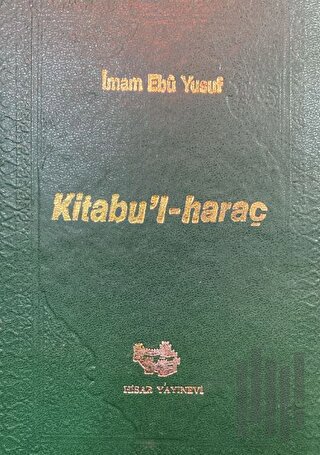 İmam Ebû Yusuf
Kitabu'l-haraç
HİSAR YAYINEVİ